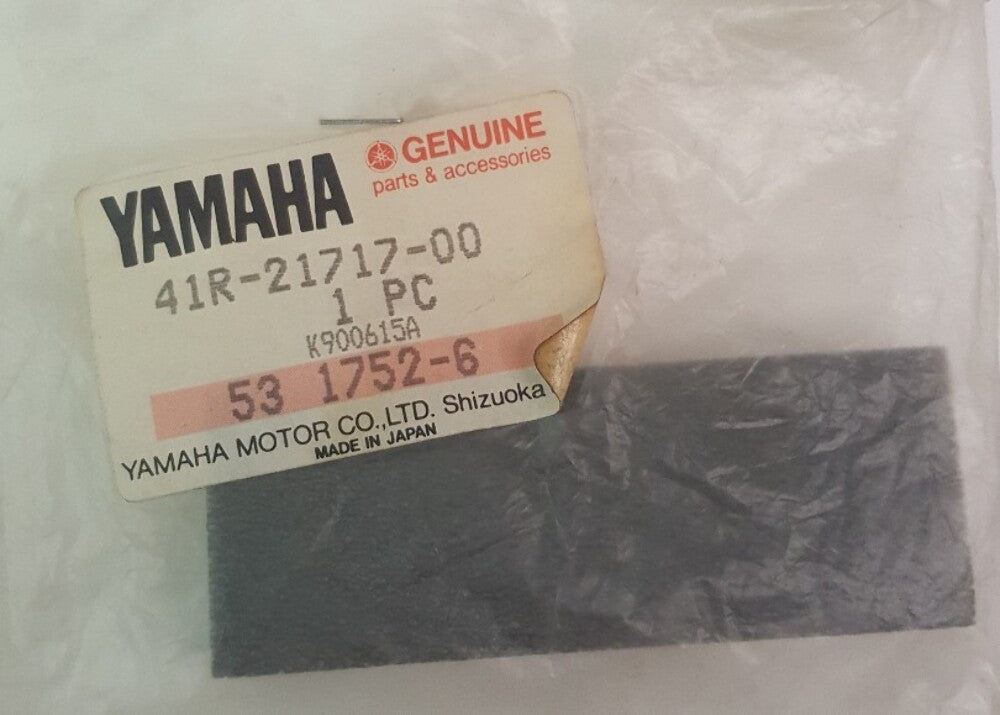 YAMAHA GENUINE
parts & accessories
41R-21717-00
1 PC
K900615A
53 1752-6
YAMAHA MOTOR CO.,LTD. Shizuoka
MADE IN JAPAN